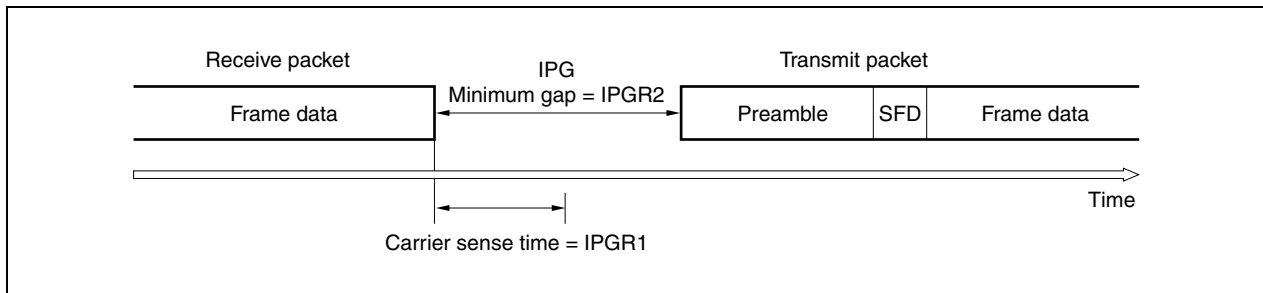 Receive packet
IPG
Minimum gap = IPGR2
Transmit packet
Frame data
Preamble
SFD
Frame data
Time
Carrier sense time = IPGR1